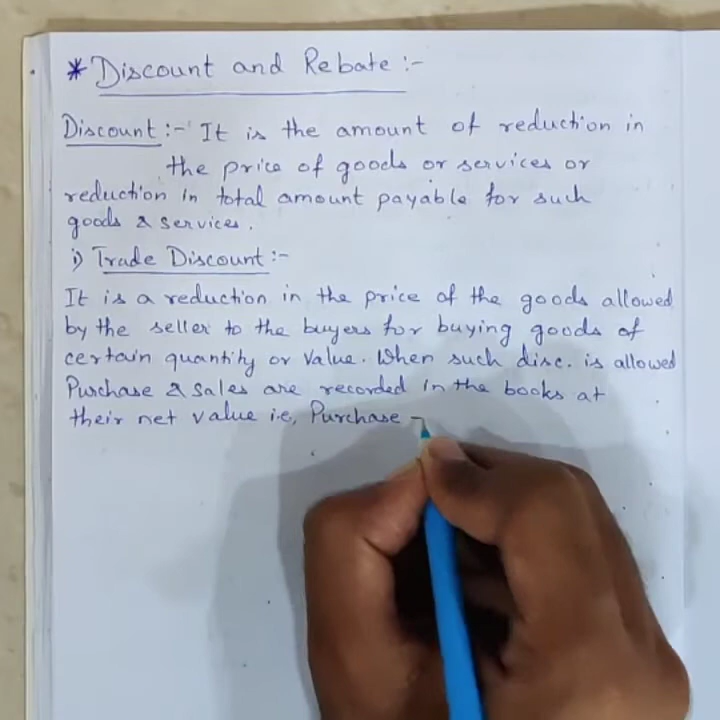 * Discount and Rebate :-
Discount :- It is the amount of reduction in
the price of goods or services or
reduction in total amount payable for such
goods & services.
i) Trade Discount :-
It is a reduction in the price of the goods allowed
by the seller to the buyers for buying goods of
certain quantity or value. When such disc. is allowed
Purchase & sales are recorded in the books at
their net value i.e, Purchase -